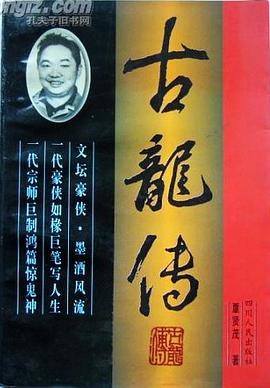 孔夫子旧书网
古龍传
文坛豪侠·墨酒风流
一代豪侠如椽巨笔写人生
一代宗师巨制鸿篇惊鬼神
四川人民出版社
覃贤茂 著